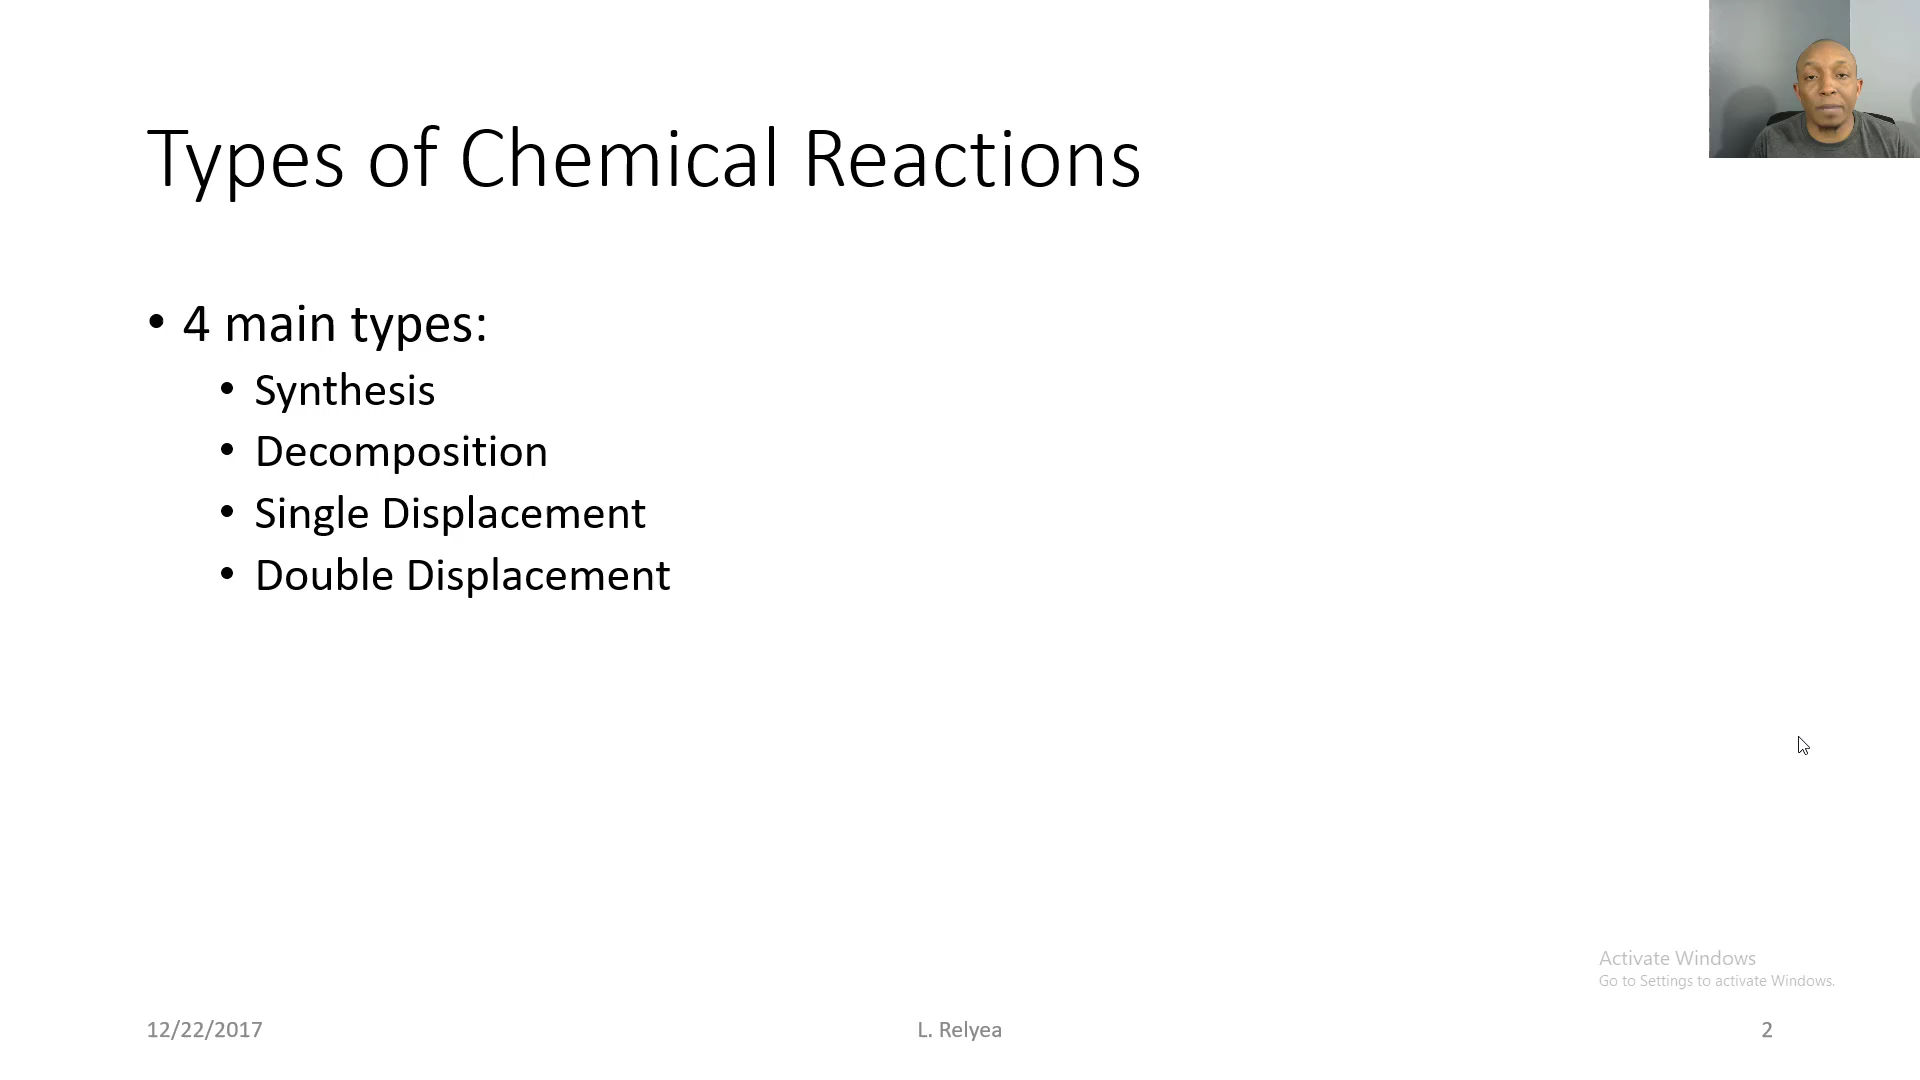 Types of Chemical Reactions
• 4 main types:
• Synthesis
• Decomposition
• Single Displacement
• Double Displacement
Activate Windows
Go to Settings to activate Windows.
12/22/2017
L. Relyea
2